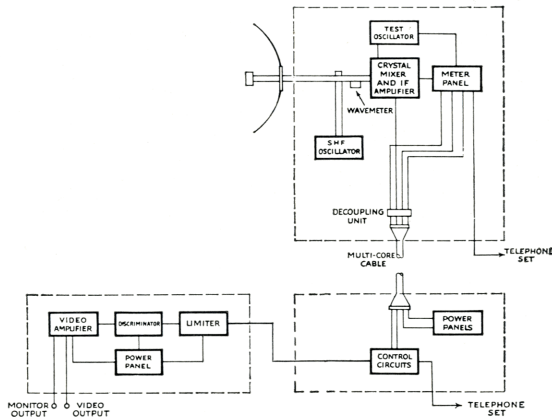 TEST
OSCILLATOR
CRYSTAL
MIXER
AND IF
AMPLIFIER
METER
PANEL
WAVEMETER
SHF
OSCILLATOR
DECOUPLING
UNIT
MULTI-CORE
CABLE
TELEPHONE
SET
VIDEO
AMPLIFIER
DISCRIMINATOR
LIMITER
POWER
PANEL
POWER
PANELS
CONTROL
CIRCUITS
MONITOR
OUTPUT
VIDEO
OUTPUT
TELEPHONE
SET